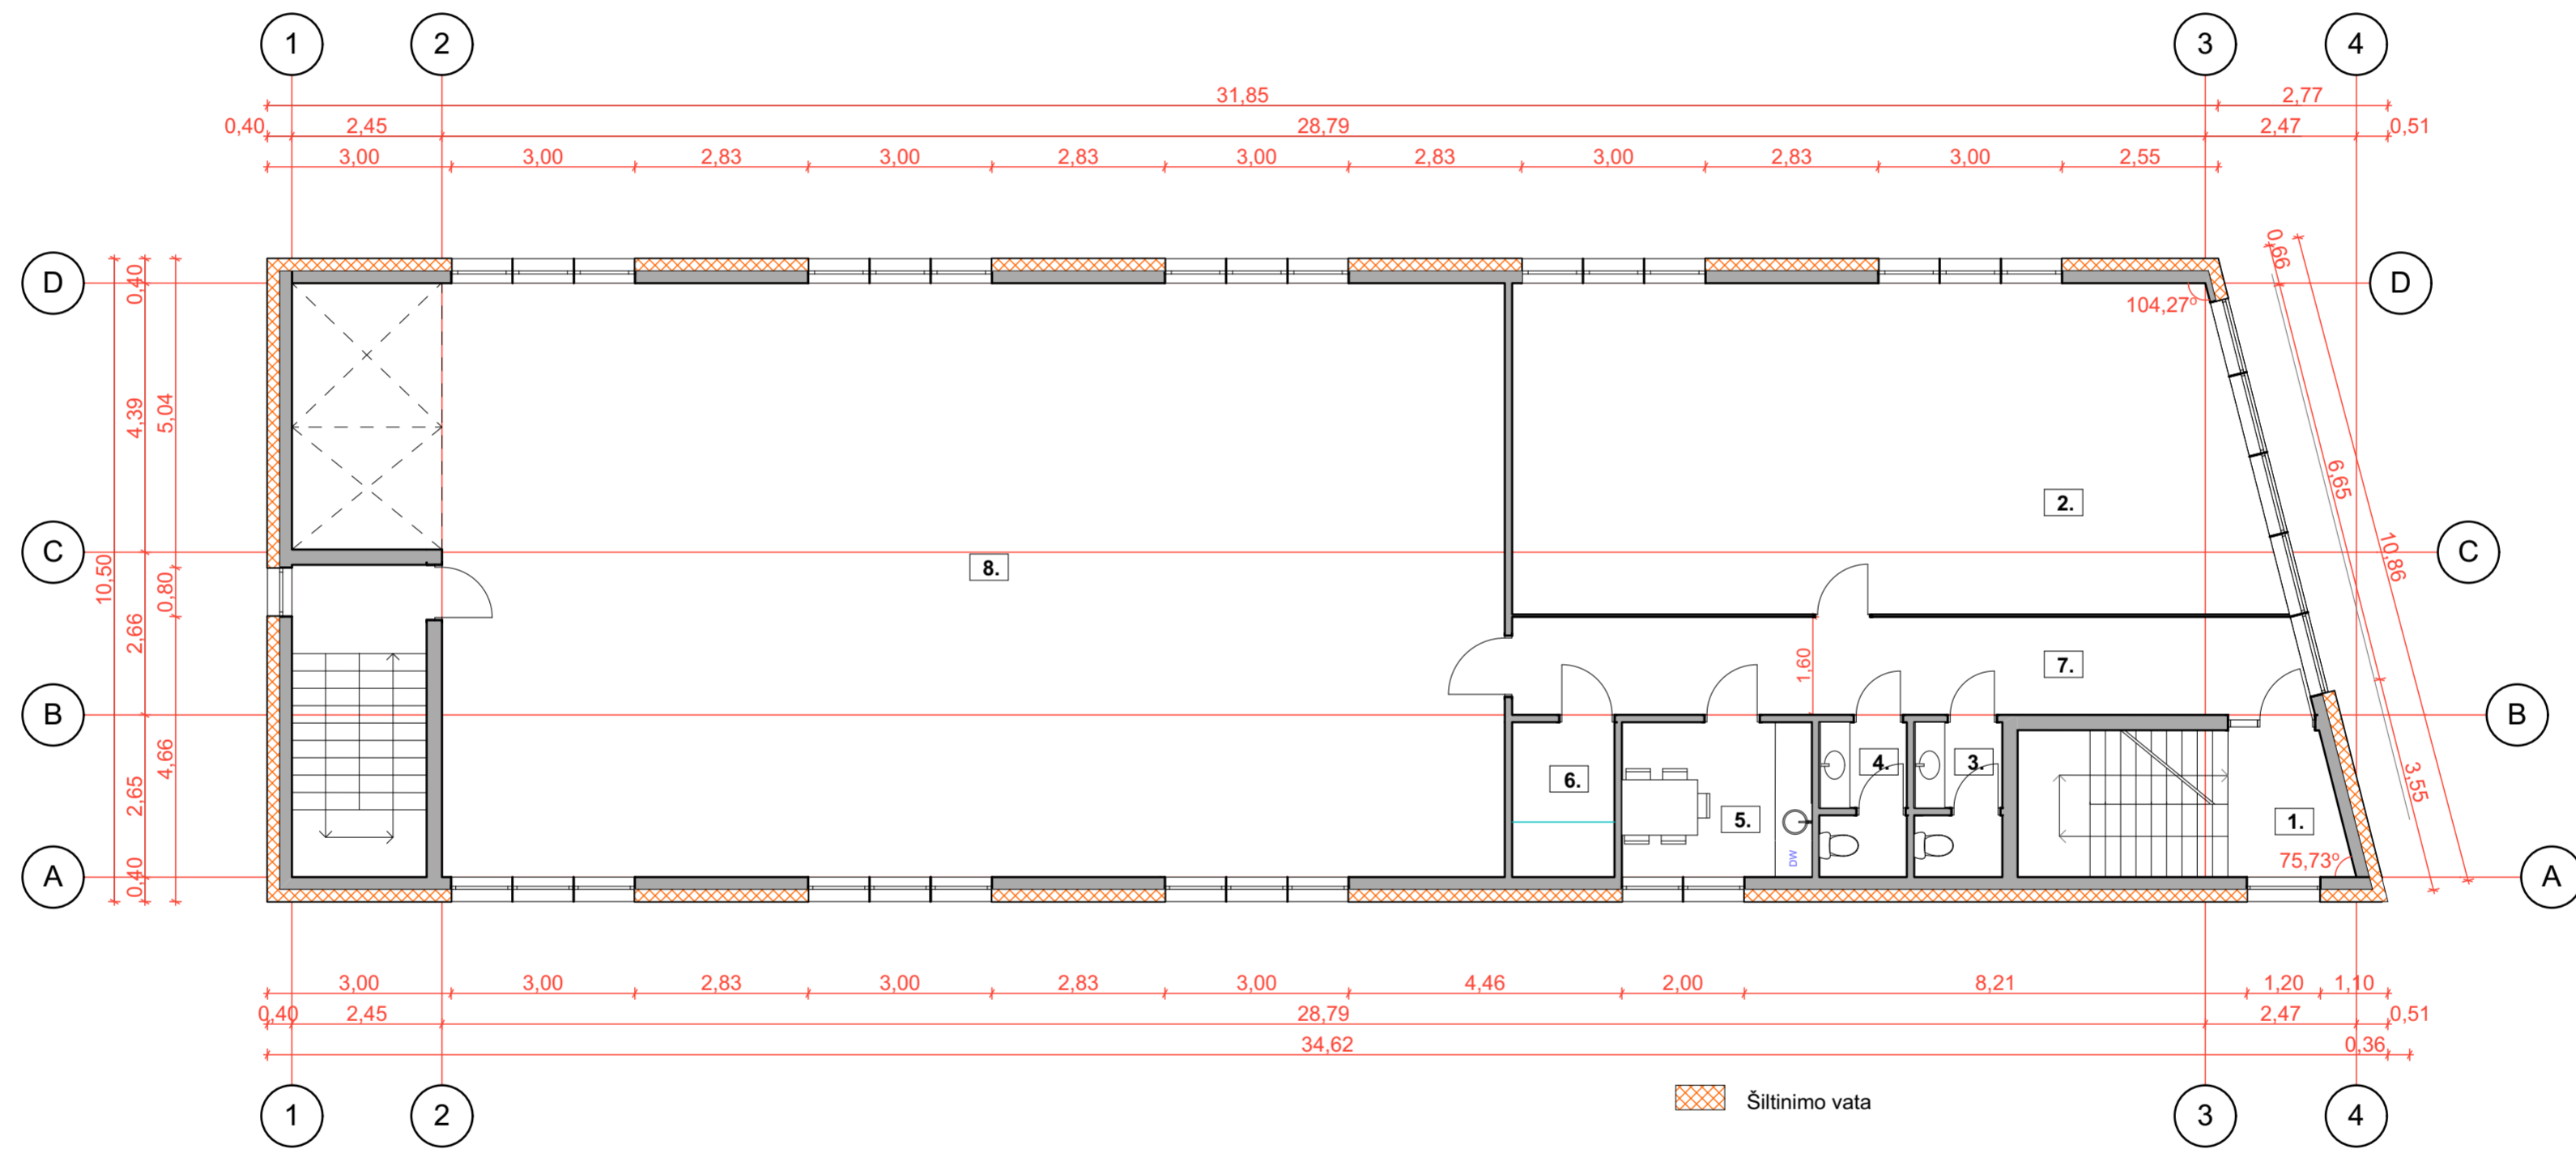 1 2 3 4
31,85 2,77
0,40 2,45 28,79 2,47 0,51
3,00 3,00 2,83 3,00 2,83 3,00 2,83 3,00 2,83 3,00 2,55
D 0,40 0,66 D
104,27º
4,39 5,04
2. 6,65
C 8. 10,86 C
10,50 0,80
2,66
1,60 7.
B B
4,66 2,65
6. 5. 4. 3. 1. 3,55
DW
75,73º
A 0,40 A
3,00 3,00 2,83 3,00 2,83 3,00 4,46 2,00 8,21 1,20 1,10
0,40 2,45 28,79 2,47 0,51
34,62 0,36
Šiltinimo vata
1 2 3 4